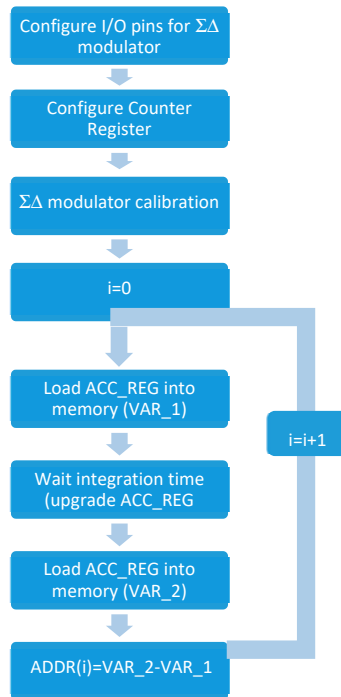 Configure I/O pins for ΣΔ
modulator
Configure Counter
Register
ΣΔ modulator calibration
i=0
Load ACC_REG into
memory (VAR_1)
i=i+1
Wait integration time
(upgrade ACC_REG
Load ACC_REG into
memory (VAR_2)
ADDR(i)=VAR_2-VAR_1